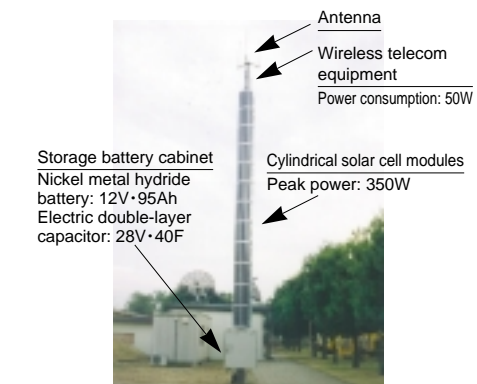 Antenna
Wireless telecom
equipment
Power consumption: 50W
Storage battery cabinet
Nickel metal hydride
battery: 12V･95Ah
Electric double-layer
capacitor: 28V･40F
Cylindrical solar cell modules
Peak power: 350W